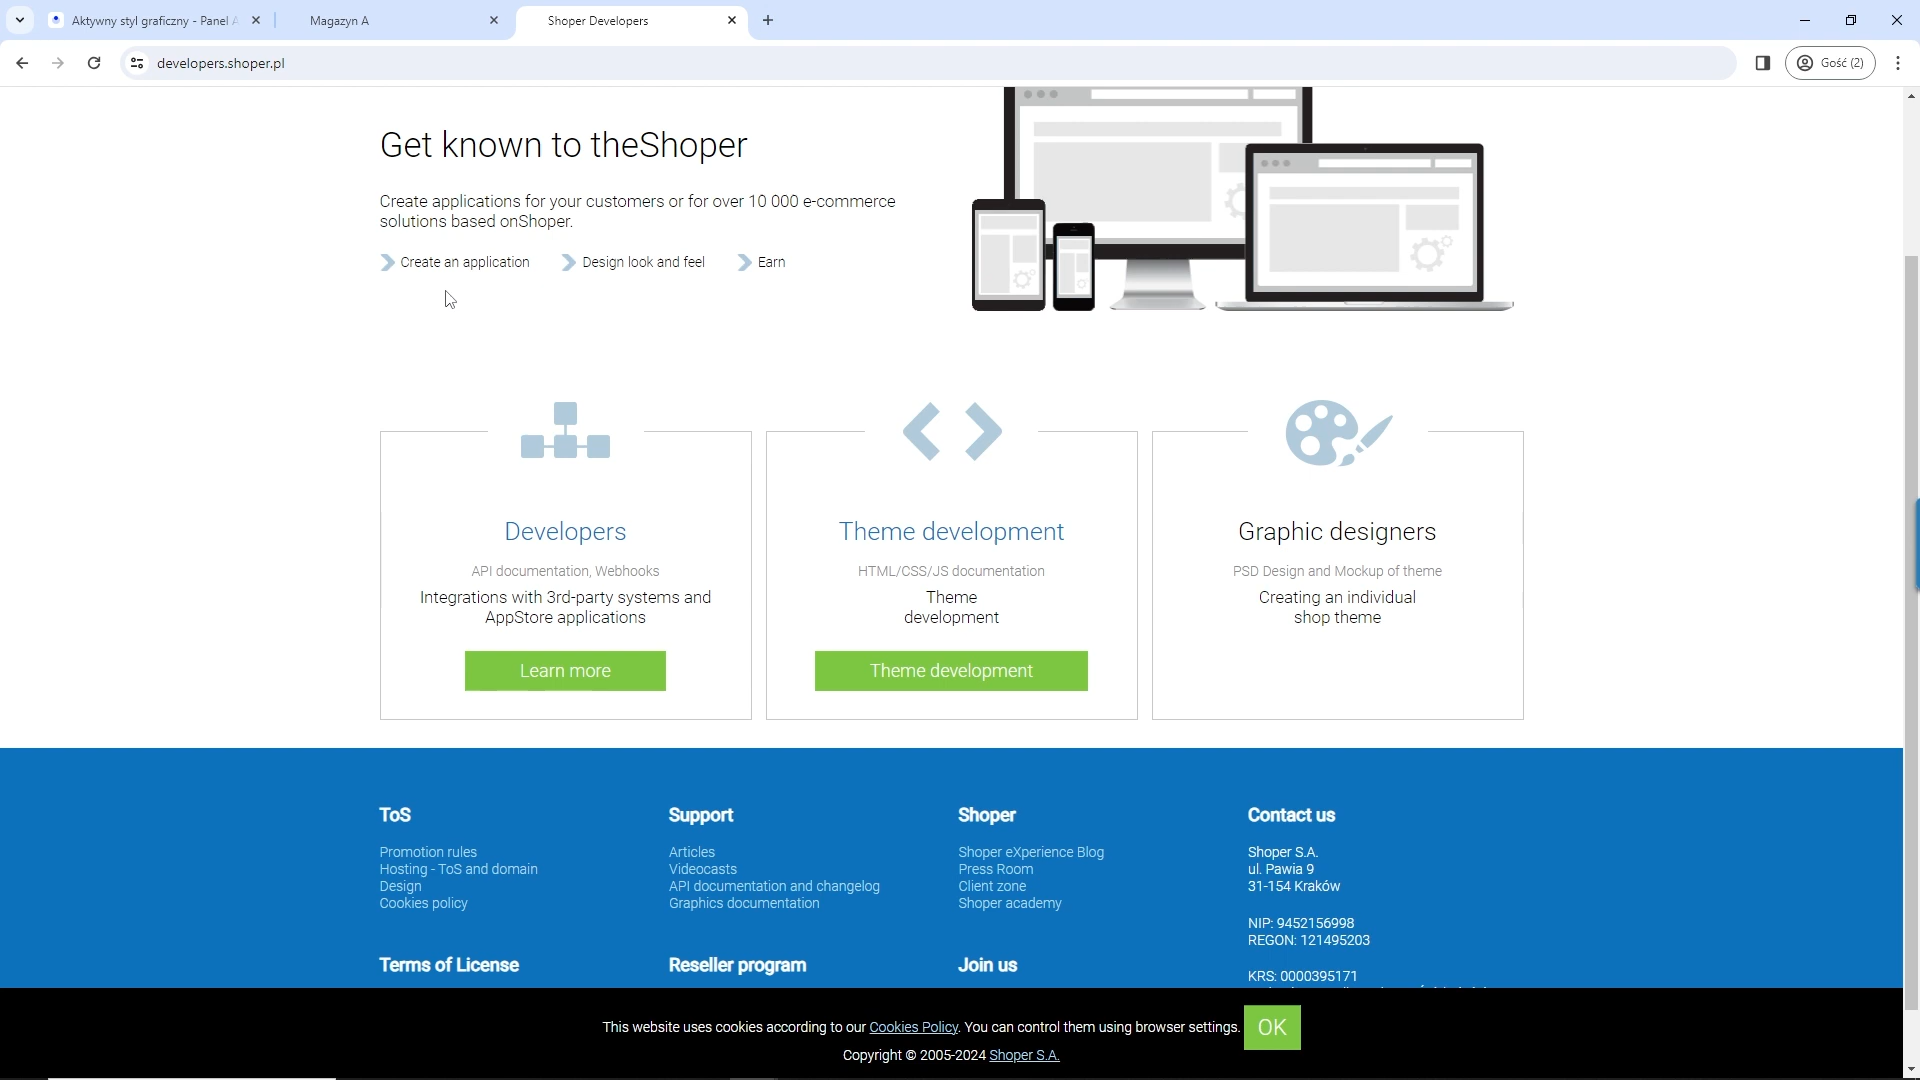 Aktywny styl graficzny - Panel
Magazyn A
Shoper Developers
developers.shoper.pl
Gość (2)
Get known to theShoper
Create applications for your customers or for over 10 000 e-commerce
solutions based onShoper.
Create an application
Design look and feel
Earn
Developers
API documentation, Webhooks
Integrations with 3rd-party systems and
AppStore applications
Learn more
Theme development
HTML/CSS/JS documentation
Theme
development
Theme development
Graphic designers
PSD Design and Mockup of theme
Creating an individual
shop theme
ToS
Promotion rules
Hosting - ToS and domain
Design
Cookies policy
Terms of License
Support
Articles
Videocasts
API documentation and changelog
Graphics documentation
Reseller program
Shoper
Shoper eXperience Blog
Press Room
Client zone
Shoper academy
Join us
Contact us
Shoper S.A.
ul. Pawia 9
31-154 Kraków
NIP: 9452156998
REGON: 121495203
KRS: 0000395171
This website uses cookies according to our Cookies Policy. You can control them using browser settings.
OK
Copyright © 2005-2024 Shoper S.A.